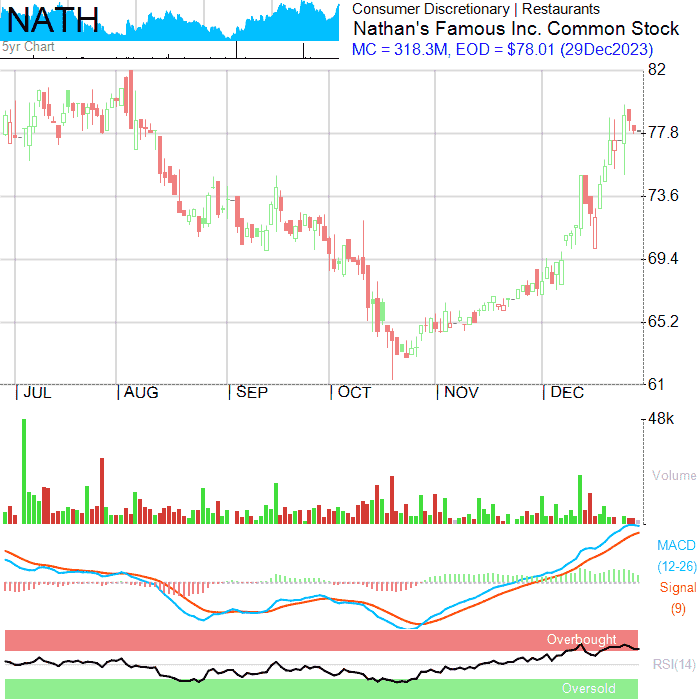 NATH
5yr Chart
Consumer Discretionary | Restaurants
Nathan's Famous Inc. Common Stock
MC = 318.3M, EOD = $78.01 (29Dec2023)
82
77.8
73.6
69.4
65.2
61
JUL AUG SEP OCT NOV DEC
48k
Volume
MACD
(12-26)
Signal
(9)
Overbought
RSI(14)
Oversold